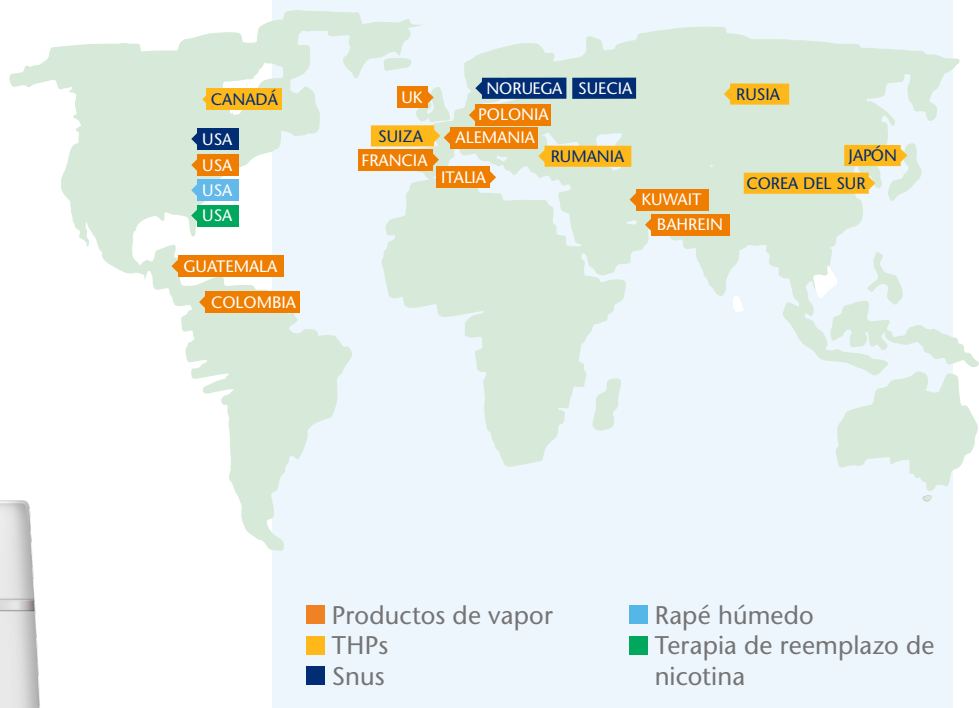 CANADÁ
USA
USA
USA
USA
GUATEMALA
COLOMBIA
UK
NORUEGA
SUECIA
POLONIA
SUIZA
ALEMANIA
FRANCIA
ITALIA
RUMANIA
RUSIA
JAPÓN
COREA DEL SUR
KUWAIT
BAHREIN
Productos de vapor
THPs
Snus
Rapé húmedo
Terapia de reemplazo de
nicotina